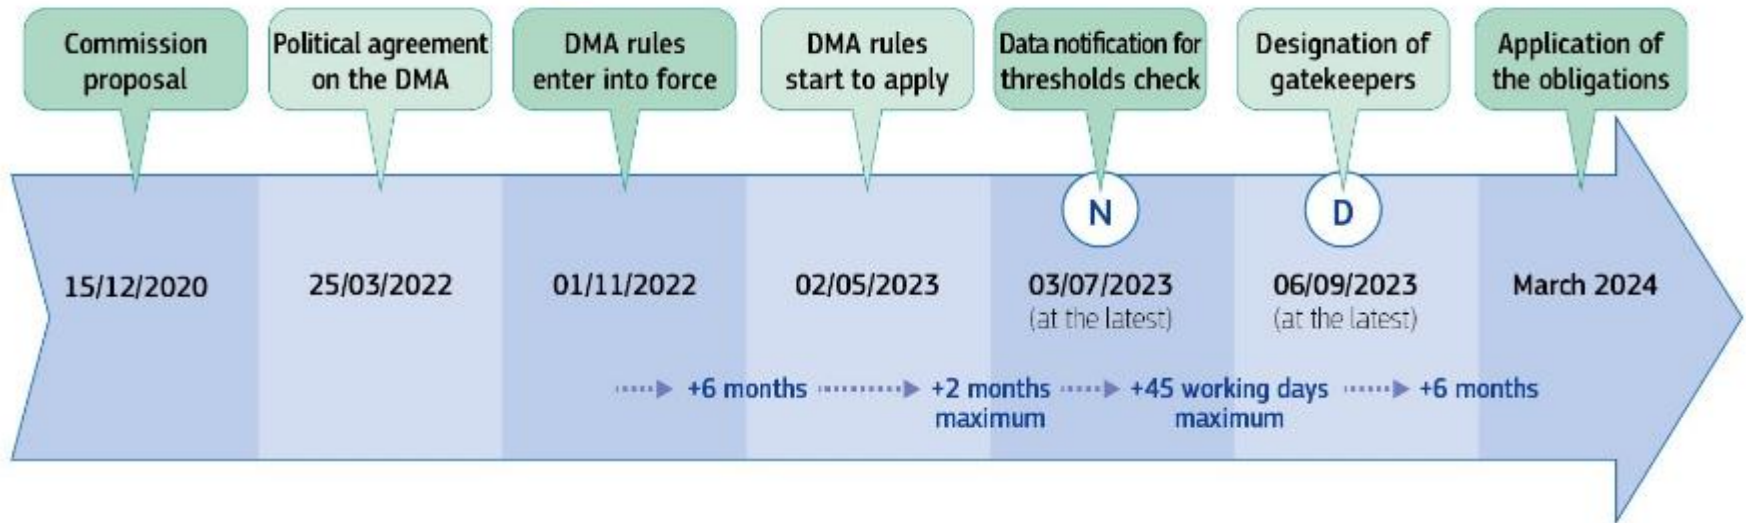 Commission
proposal
Political agreement
on the DMA
DMA rules
enter into force
DMA rules
start to apply
Data notification for
thresholds check
Designation of
gatekeepers
Application of
the obligations
N
D
15/12/2020
25/03/2022
01/11/2022
02/05/2023
03/07/2023
(at the latest)
06/09/2023
(at the latest)
March 2024
+6 months
+2 months
maximum
+45 working days
maximum
+6 months